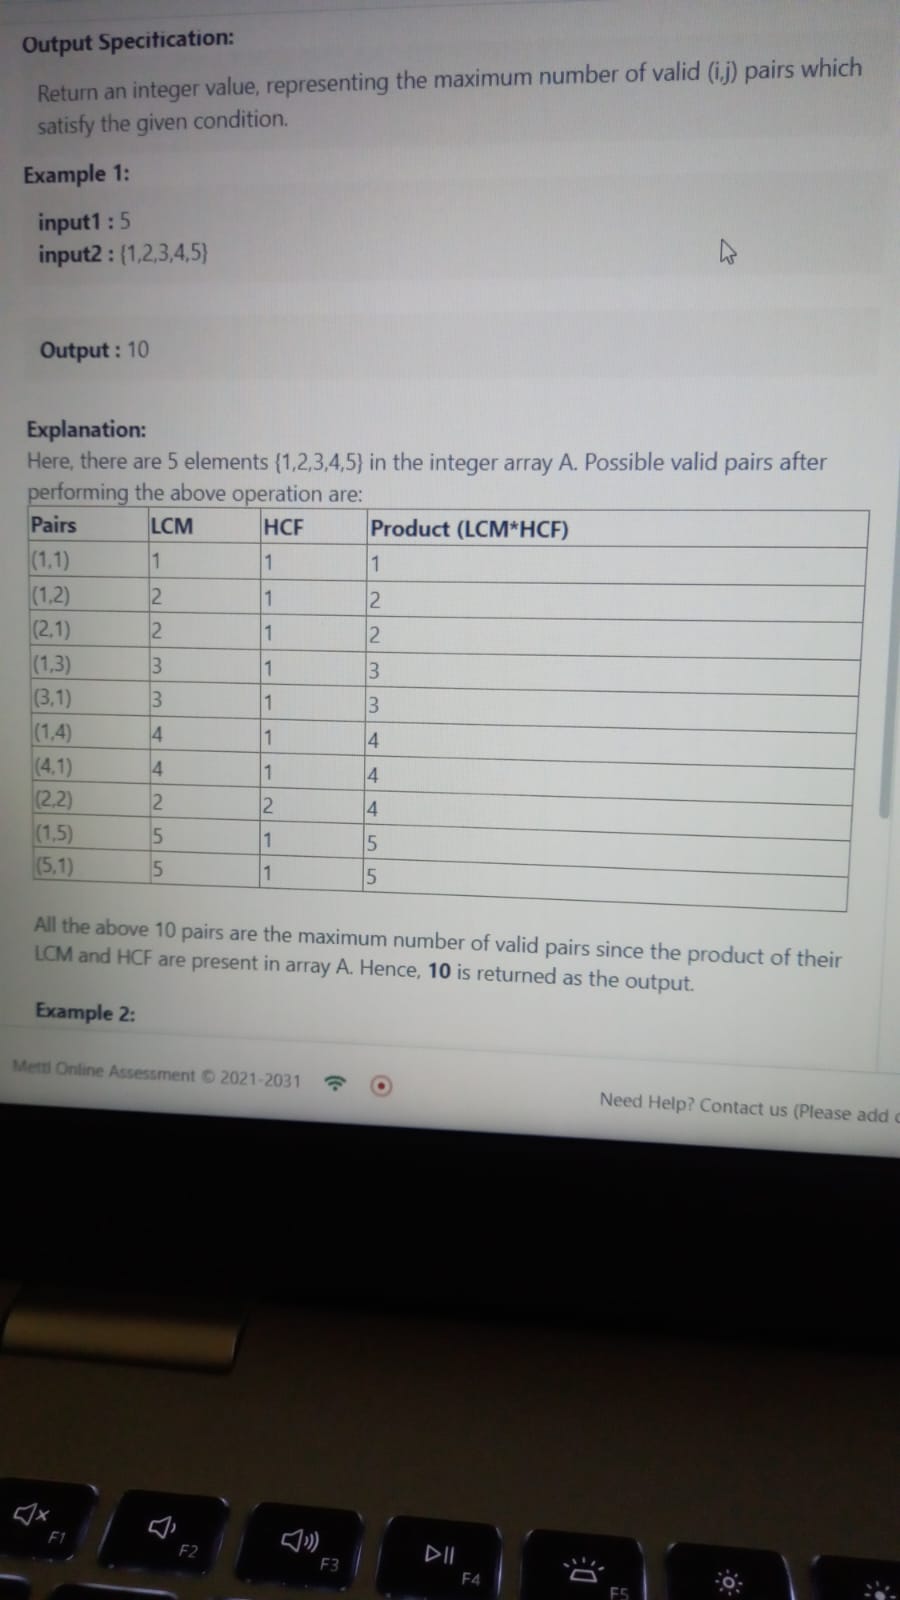 Output Specification:
Return an integer value, representing the maximum number of valid (i,j) pairs which
satisfy the given condition.
Example 1:
input1 : 5
input2 : {1,2,3,4,5}
Output : 10
Explanation:
Here, there are 5 elements {1,2,3,4,5} in the integer array A. Possible valid pairs after
performing the above operation are:
Pairs LCM HCF Product (LCM*HCF)
(1,1) 1 1 1
(1,2) 2 1 2
(2,1) 2 1 2
(1,3) 3 1 3
(3,1) 3 1 3
(1,4) 4 1 4
(4,1) 4 1 4
(2,2) 2 2 4
(1,5) 5 1 5
(5,1) 5 1 5
All the above 10 pairs are the maximum number of valid pairs since the product of their
LCM and HCF are present in array A. Hence, 10 is returned as the output.
Example 2:
Mettl Online Assessment © 2021-2031
Need Help? Contact us (Please add
F1 F2 F3 F4 F5